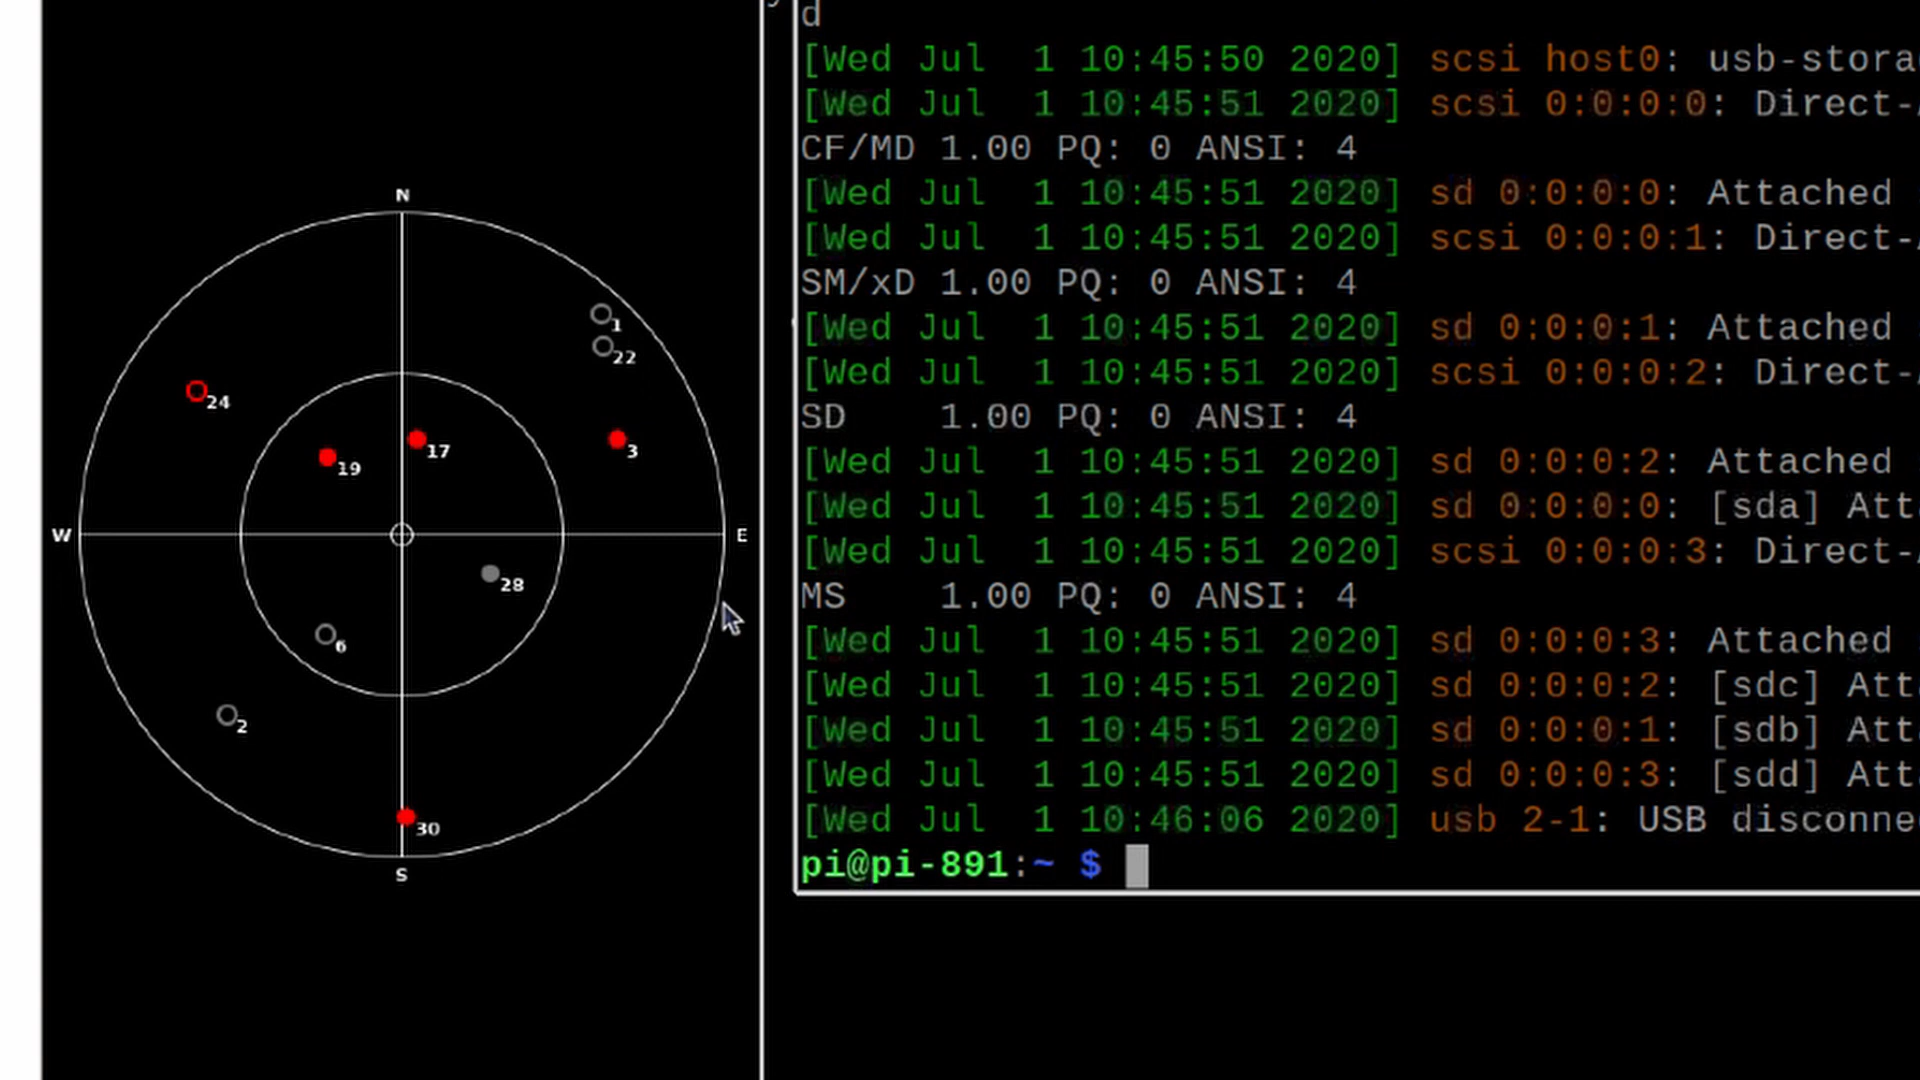 N
1
22
24
17
3
19
W
E
28
6
2
30
S
d
[Wed Jul  1 10:45:50 2020] scsi host0: usb-stora
[Wed Jul  1 10:45:51 2020] scsi 0:0:0:0: Direct-
CF/MD 1.00 PQ: 0 ANSI: 4
[Wed Jul  1 10:45:51 2020] sd 0:0:0:0: Attached
[Wed Jul  1 10:45:51 2020] scsi 0:0:0:1: Direct-
SM/xD 1.00 PQ: 0 ANSI: 4
[Wed Jul  1 10:45:51 2020] sd 0:0:0:1: Attached
[Wed Jul  1 10:45:51 2020] scsi 0:0:0:2: Direct-
SD    1.00 PQ: 0 ANSI: 4
[Wed Jul  1 10:45:51 2020] sd 0:0:0:2: Attached
[Wed Jul  1 10:45:51 2020] sd 0:0:0:0: [sda] Att
[Wed Jul  1 10:45:51 2020] scsi 0:0:0:3: Direct-
MS    1.00 PQ: 0 ANSI: 4
[Wed Jul  1 10:45:51 2020] sd 0:0:0:3: Attached
[Wed Jul  1 10:45:51 2020] sd 0:0:0:2: [sdc] Att
[Wed Jul  1 10:45:51 2020] sd 0:0:0:1: [sdb] Att
[Wed Jul  1 10:45:51 2020] sd 0:0:0:3: [sdd] Att
[Wed Jul  1 10:46:06 2020] usb 2-1: USB disconne
pi@pi-891:~ $